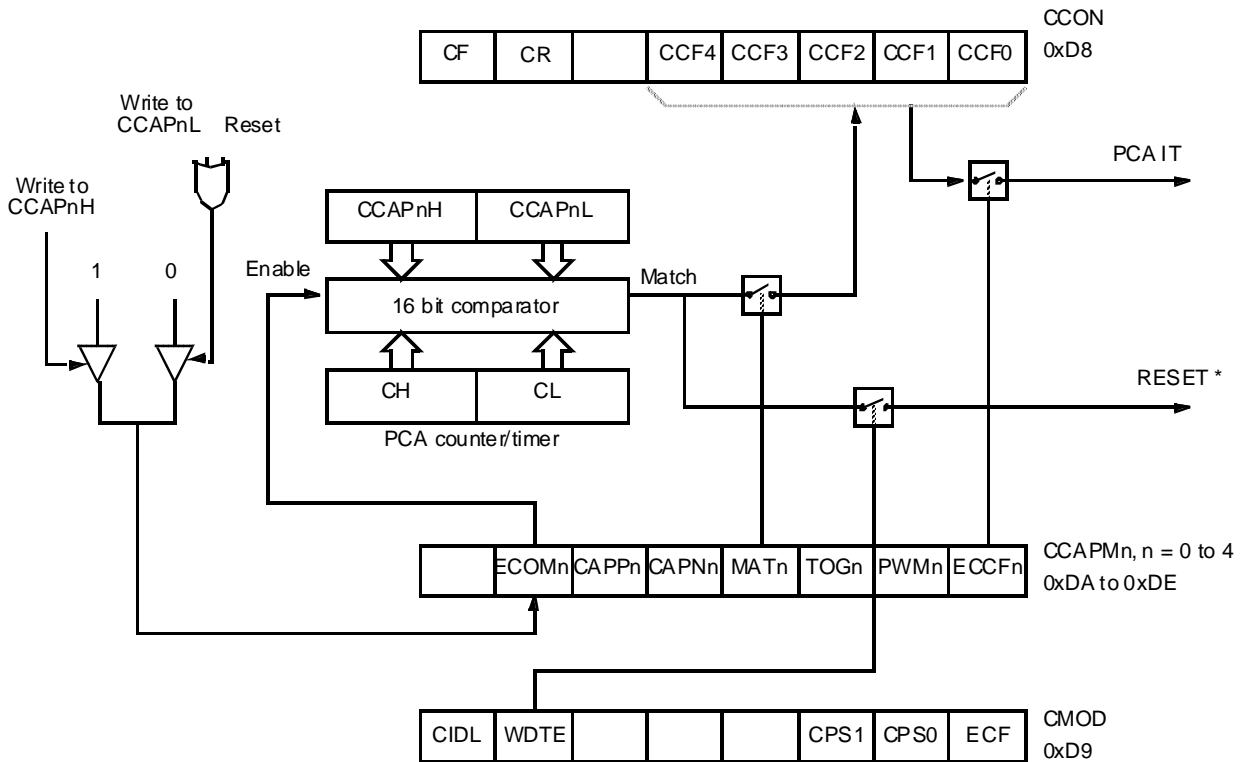 CCON
CF CR CCF4 CCF3 CCF2 CCF1 CCF0
0xD8
Write to
CCAPnL Reset
PCA IT
Write to
CCAPnH
CCAPnH CCAPnL
1 0 Enable
Match
16 bit comparator
CH CL
RESET *
PCA counter/timer
ECOMn CAPPn CAPNn MATn TOGn PWMn ECCFn
CCAPMn, n = 0 to 4
0xDA to 0xDE
CIDL WDTE CPS1 CPS0 ECF
CMOD
0xD9